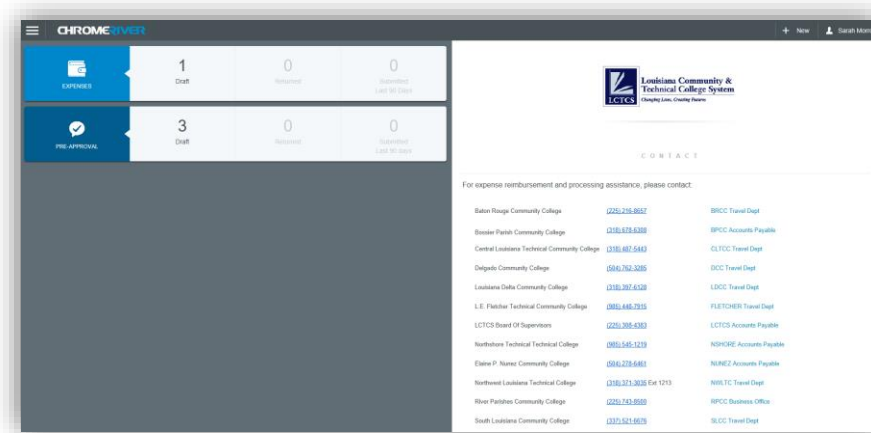 CHROMERIVER
+ New
Sarah Morr
EXPENSES
1
Draft
0
Returned
0
Submitted
Last 90 Days
PRE-APPROVAL
3
Draft
0
Returned
0
Submitted
Last 90 days
LCTCS
Louisiana Community &
Technical College System
Changing Lives, Creating Futures
CONTACT
For expense reimbursement and processing assistance, please contact:
Baton Rouge Community College (225) 216-8657 BRCC Travel Dept
Bossier Parish Community College (318) 678-6308 BPCC Accounts Payable
Central Louisiana Technical Community College (318) 487-5443 CLTCC Travel Dept
Delgado Community College (504) 762-3285 DCC Travel Dept
Louisiana Delta Community College (318) 397-6128 LDCC Travel Dept
L.E. Fletcher Technical Community College (985) 448-7915 FLETCHER Travel Dept
LCTCS Board Of Supervisors (225) 308-4383 LCTCS Accounts Payable
Northshore Technical Technical College (985) 545-1219 NSHORE Accounts Payable
Elaine P. Nunez Community College (504) 278-6461 NUNEZ Accounts Payable
Northwest Louisiana Technical College (318) 371-3035 Ext 1213 NWLTC Travel Dept
River Parishes Community College (225) 743-8500 RPCC Business Office
South Louisiana Community College (337) 521-6676 SLCC Travel Dept